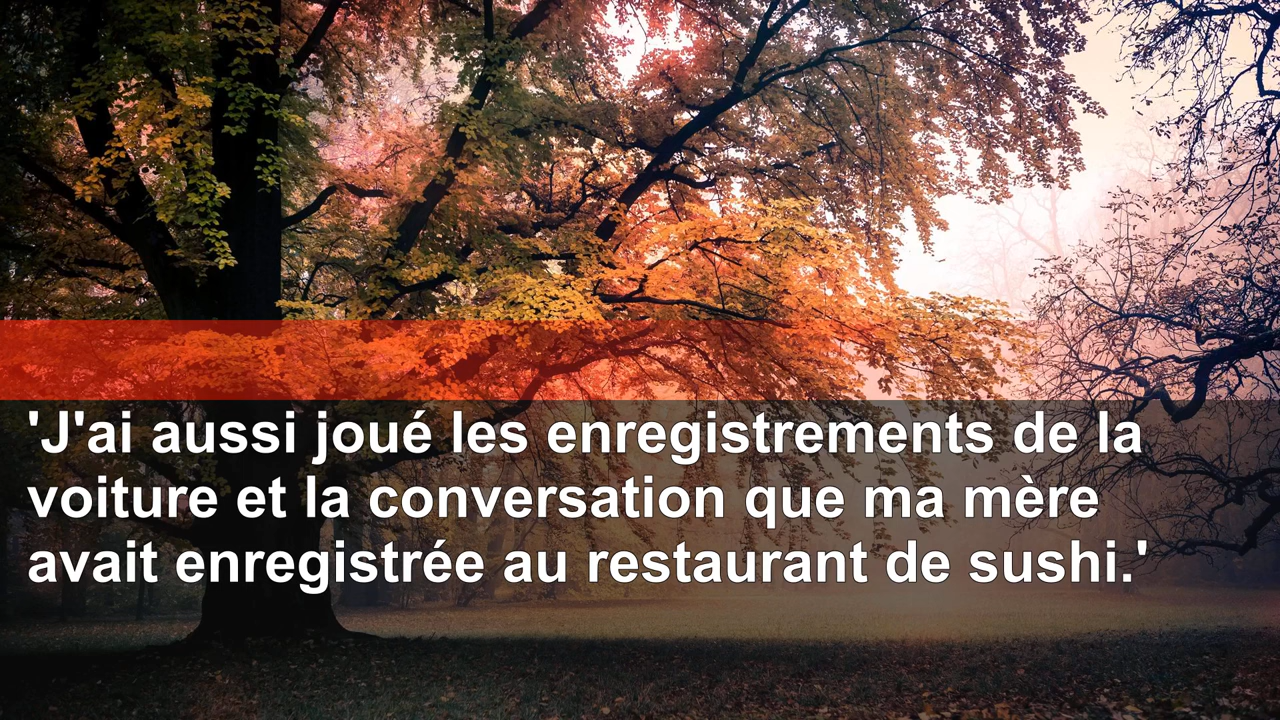 'J'ai aussi joué les enregistrements de la
voiture et la conversation que ma mère
avait enregistrée au restaurant de sushi.'